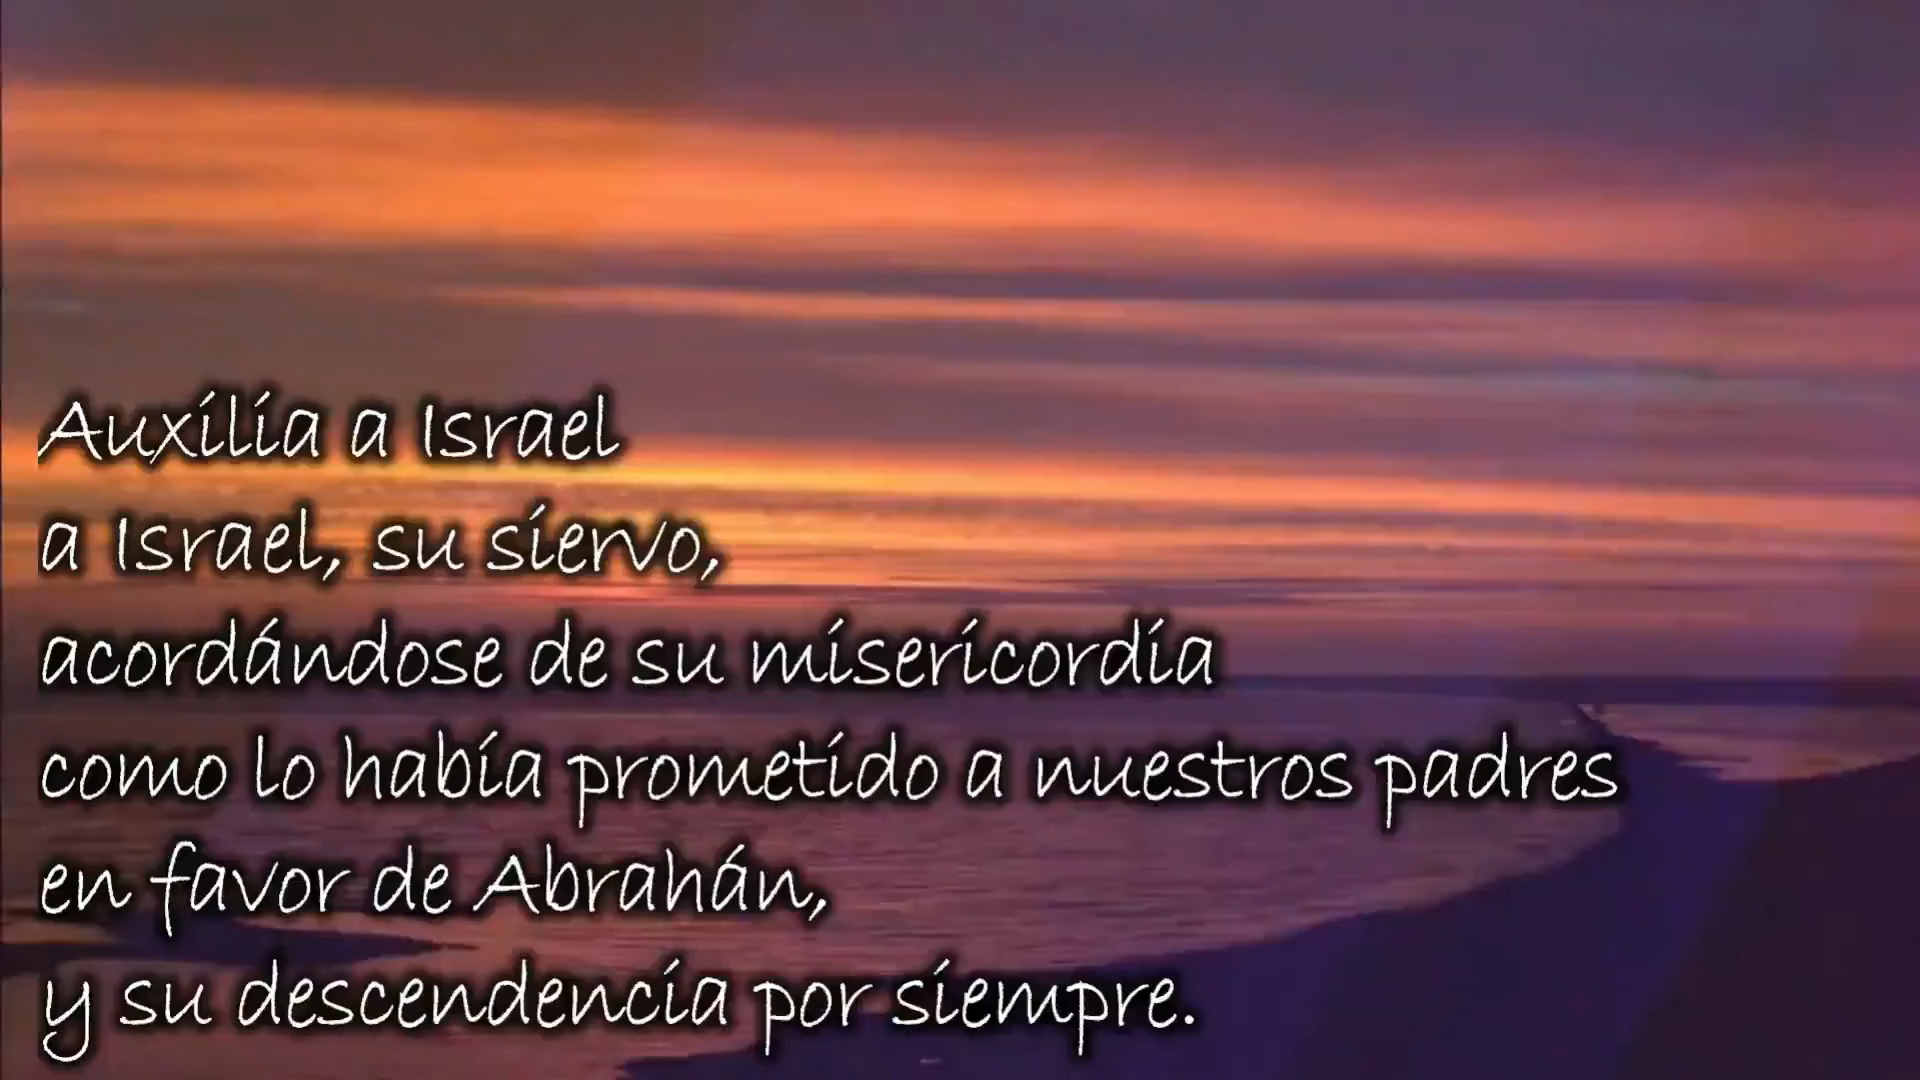 Auxilia a Israel
a Israel, su siervo,
acordándose de su misericordia
como lo había prometido a nuestros padres
en favor de Abrahán,
y su descendencia por siempre.